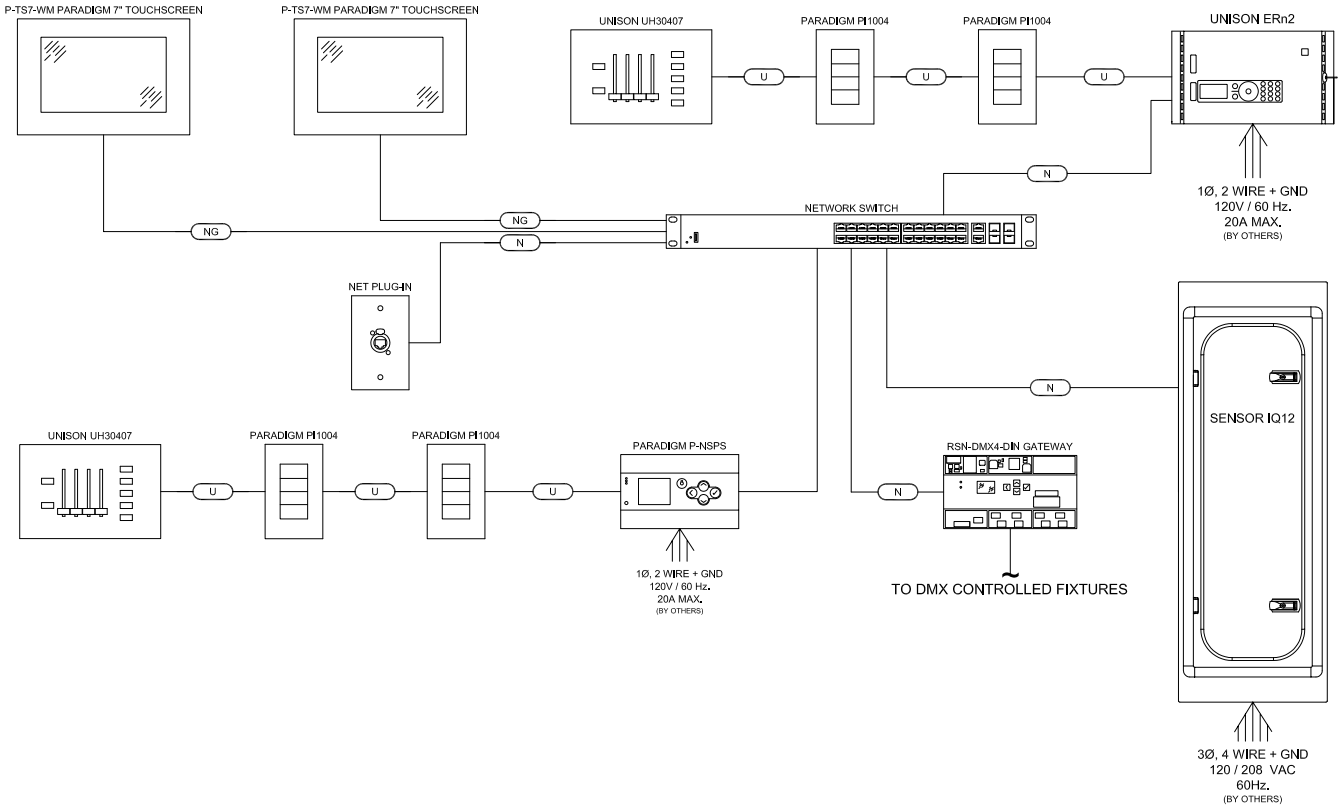 P-TS7-WM PARADIGM 7" TOUCHSCREEN
P-TS7-WM PARADIGM 7" TOUCHSCREEN
UNISON UH30407
PARADIGM PI1004
PARADIGM PI1004
UNISON ERn2
U
U
U
1Ø, 2 WIRE + GND
120V / 60 Hz.
20A MAX.
(BY OTHERS)
N
NETWORK SWITCH
NG
NG
N
NET PLUG-IN
N
SENSOR IQ12
UNISON UH30407
PARADIGM PI1004
PARADIGM PI1004
PARADIGM P-NSPS
RSN-DMX4-DIN GATEWAY
U
U
U
N
1Ø, 2 WIRE + GND
120V / 60 Hz.
20A MAX.
(BY OTHERS)
TO DMX CONTROLLED FIXTURES
3Ø, 4 WIRE + GND
120 / 208 VAC
60Hz.
(BY OTHERS)